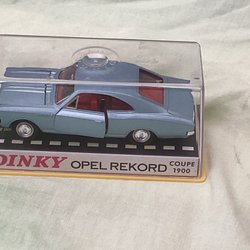 DINKY OPEL REKORD COUPE
1900